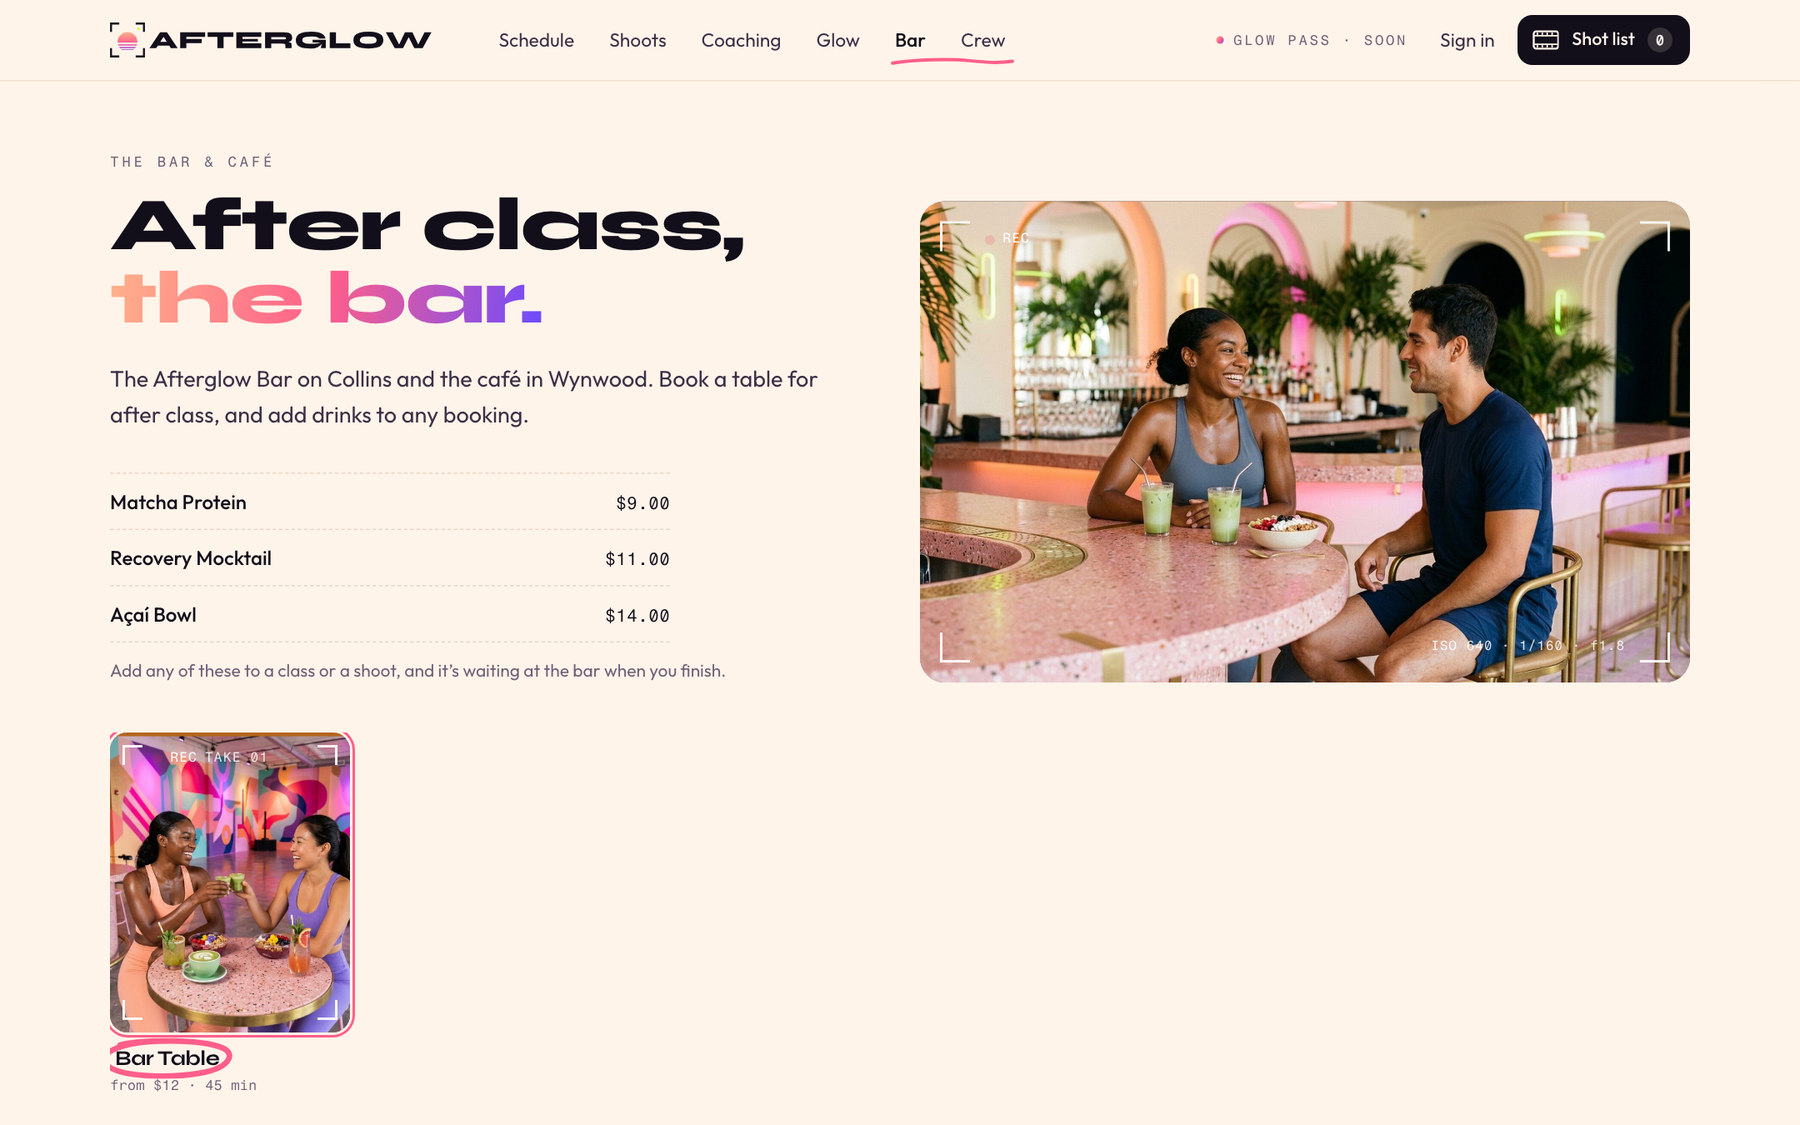 AFTERGLOW
Schedule
Shoots
Coaching
Glow
Bar
Crew
GLOW PASS · SOON
Sign in
Shot list 0
THE BAR & CAFÉ
After class,
the bar.
The Afterglow Bar on Collins and the café in Wynwood. Book a table for
after class, and add drinks to any booking.
Matcha Protein $9.00
Recovery Mocktail $11.00
Açaí Bowl $14.00
Add any of these to a class or a shoot, and it’s waiting at the bar when you finish.
REC
ISO 640 · 1/160 · f1.8
REC TAKE 01
Bar Table
from $12 · 45 min